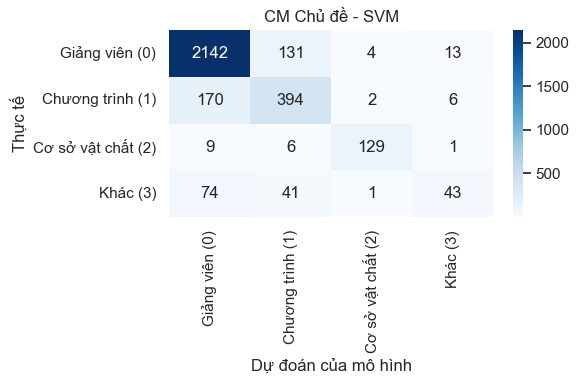 CM Chủ đề - SVM
Thực tế
Giảng viên (0) 2142 131 4 13
Chương trình (1) 170 394 2 6
Cơ sở vật chất (2) 9 6 129 1
Khác (3) 74 41 1 43
Giảng viên (0)
Chương trình (1)
Cơ sở vật chất (2)
Khác (3)
Dự đoán của mô hình
2000
1500
1000
500